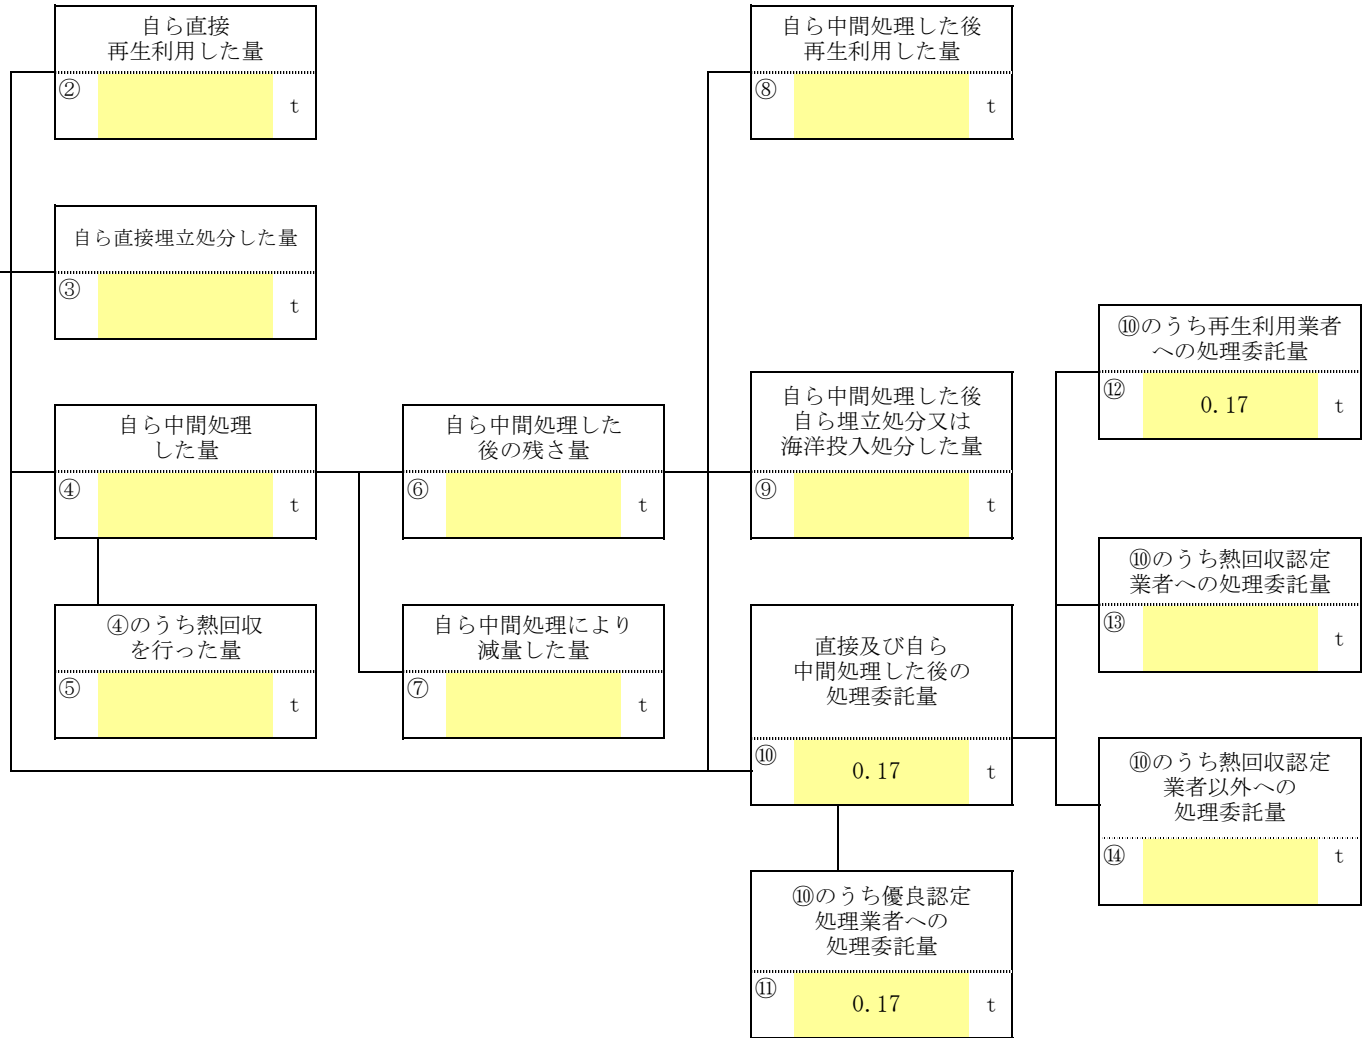 自ら直接
再生利用した量
②
t
自ら中間処理した後
再生利用した量
⑧
t
自ら直接埋立処分した量
③
t
⑩のうち再生利用業者
への処理委託量
⑫
0.17
t
自ら中間処理
した量
④
t
自ら中間処理した
後の残さ量
⑥
t
自ら中間処理した後
自ら埋立処分又は
海洋投入処分した量
⑨
t
⑩のうち熱回収認定
業者への処理委託量
⑬
t
④のうち熱回収
を行った量
⑤
t
自ら中間処理により
減量した量
⑦
t
直接及び自ら
中間処理した後の
処理委託量
⑩
0.17
t
⑩のうち熱回収認定
業者以外への
処理委託量
⑭
t
⑩のうち優良認定
処理業者への
処理委託量
⑪
0.17
t